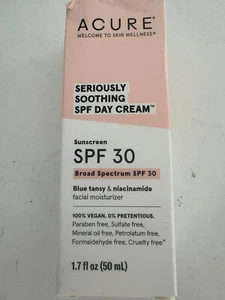 ACURE®
WELCOME TO SKIN WELLNESS®
SERIOUSLY
SOOTHING
SPF DAY CREAM™
Sunscreen
SPF 30
Broad Spectrum SPF 30
Blue tansy & niacinamide
facial moisturizer
100% VEGAN. 0% PRETENTIOUS.
Paraben free, Sulfate free,
Mineral oil free, Petrolatum free,
Formaldehyde free, Cruelty free™
1.7 fl oz (50 mL)